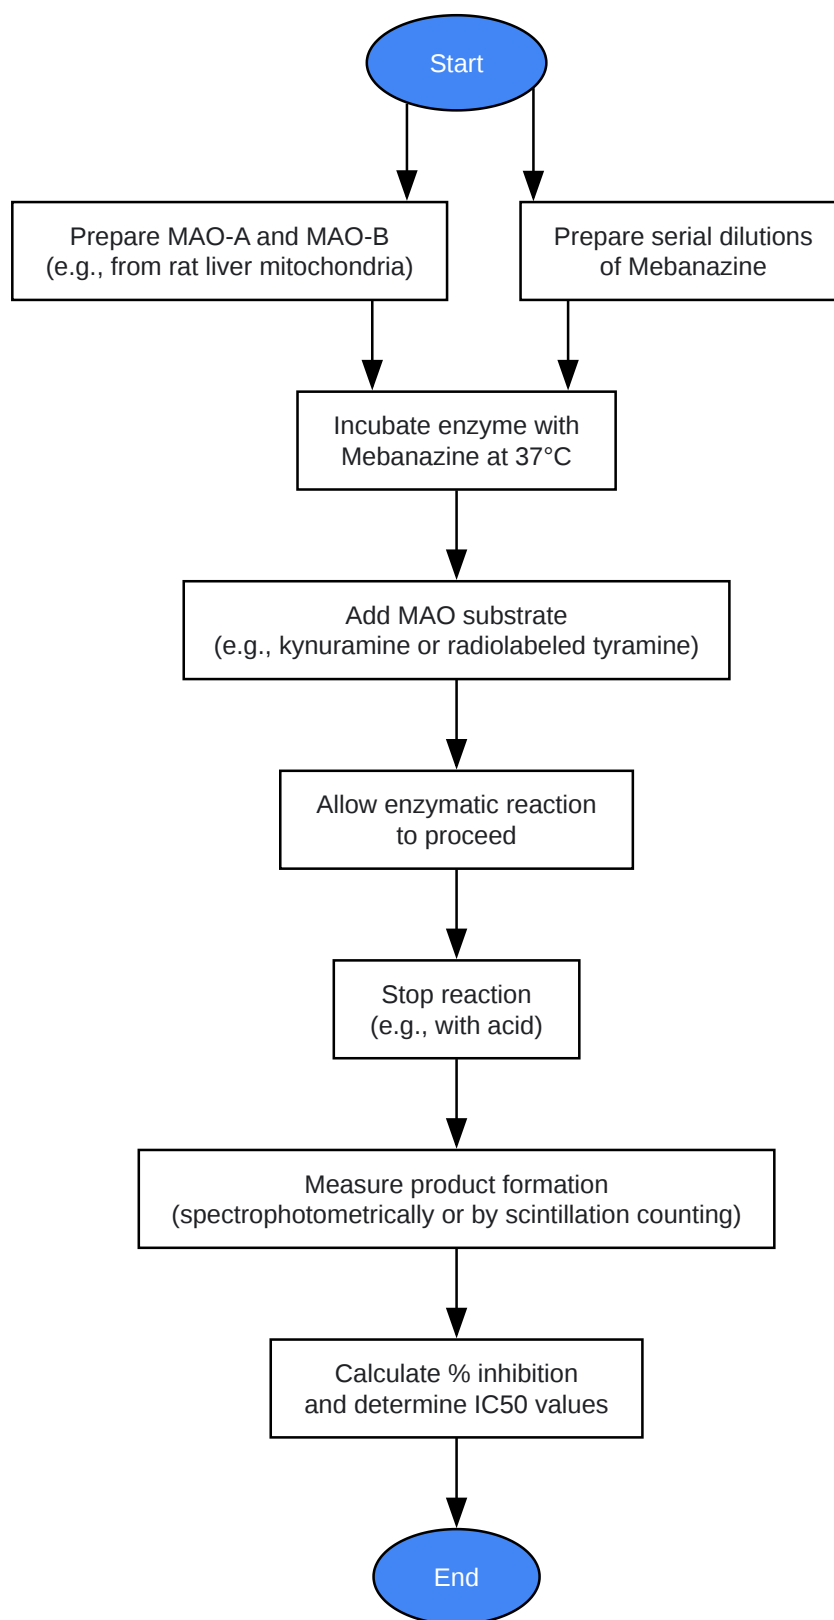 Start
Prepare MAO-A and MAO-B
(e.g., from rat liver mitochondria)
Prepare serial dilutions
of Mebanazine
Incubate enzyme with
Mebanazine at 37°C
Add MAO substrate
(e.g., kynuramine or radiolabeled tyramine)
Allow enzymatic reaction
to proceed
Stop reaction
(e.g., with acid)
Measure product formation
(spectrophotometrically or by scintillation counting)
Calculate % inhibition
and determine IC50 values
End